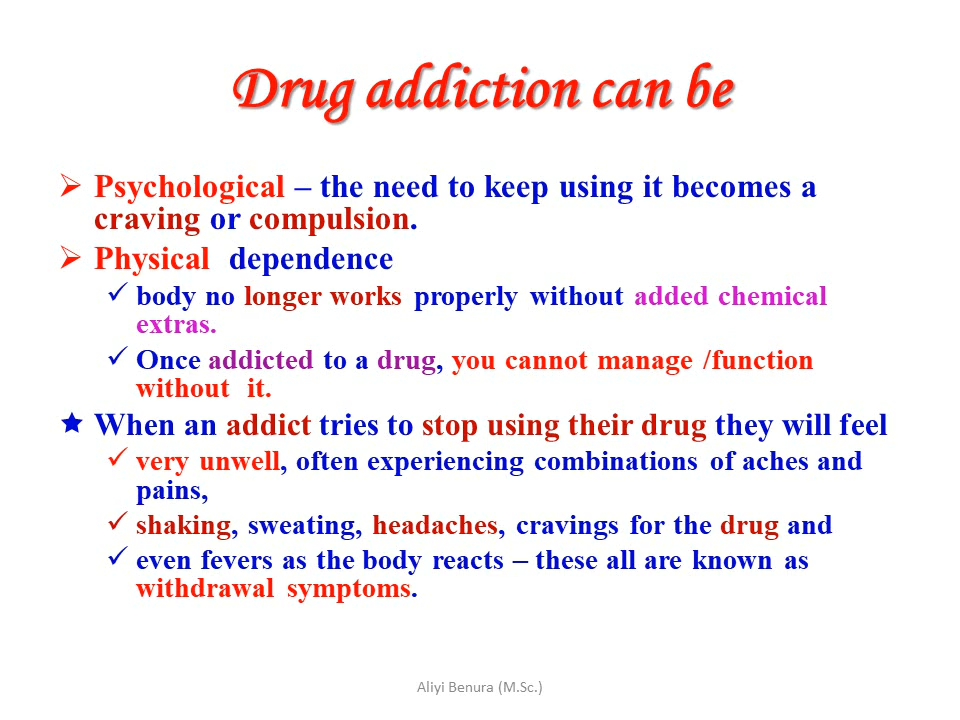 Drug addiction can be
➢ Psychological – the need to keep using it becomes a
craving or compulsion.
➢ Physical dependence
✓ body no longer works properly without added chemical
extras.
✓ Once addicted to a drug, you cannot manage /function
without it.
★ When an addict tries to stop using their drug they will feel
✓ very unwell, often experiencing combinations of aches and
pains,
✓ shaking, sweating, headaches, cravings for the drug and
✓ even fevers as the body reacts – these all are known as
withdrawal symptoms.
Aliyi Benura (M.Sc.)